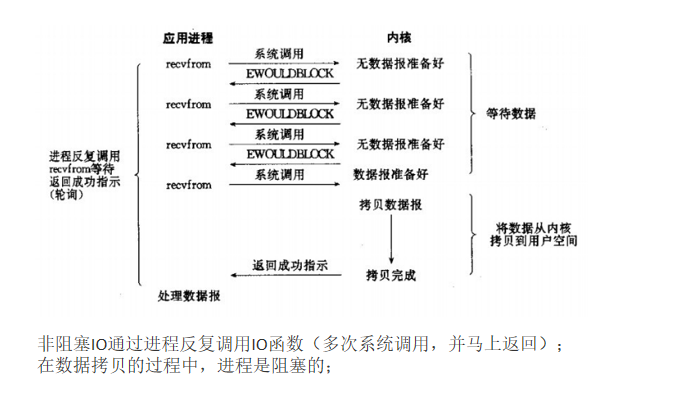 应用进程 内核
recvfrom 系统调用 无数据报准备好
EWOULDBLOCK
recvfrom 系统调用 无数据报准备好
EWOULDBLOCK
等待数据
recvfrom 系统调用 无数据报准备好
EWOULDBLOCK
进程反复调用
recvfrom等待
返回成功指示
(轮询)
recvfrom 系统调用 数据报准备好
拷贝数据报
将数据从内核
拷贝到用户空间
返回成功指示 拷贝完成
处理数据报
非阻塞IO通过进程反复调用IO函数（多次系统调用，并马上返回）；
在数据拷贝的过程中，进程是阻塞的；